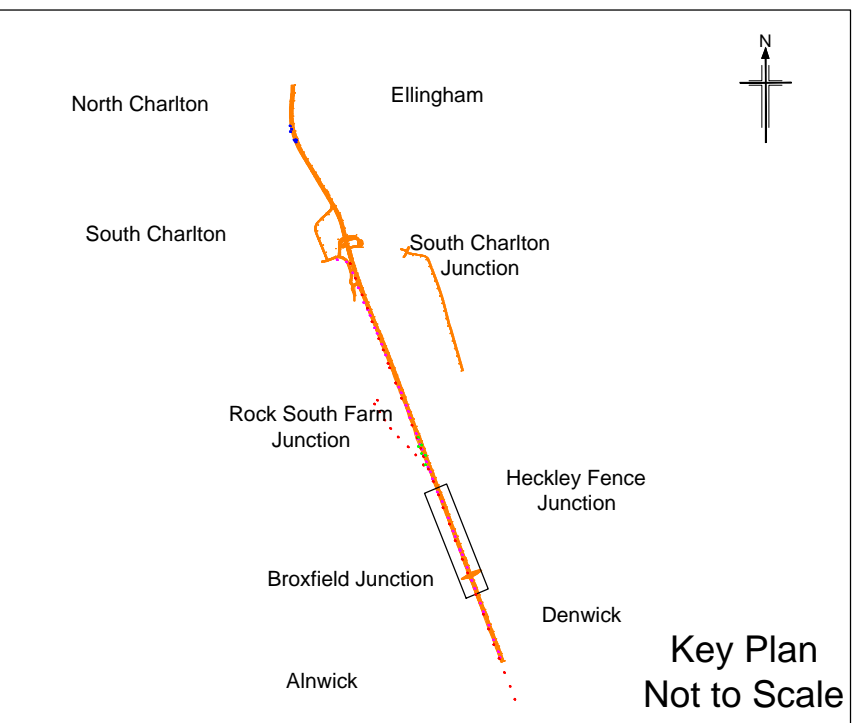 N
North Charlton
Ellingham
South Charlton
South Charlton
Junction
Rock South Farm
Junction
Heckley Fence
Junction
Broxfield Junction
Denwick
Alnwick
Key Plan
Not to Scale